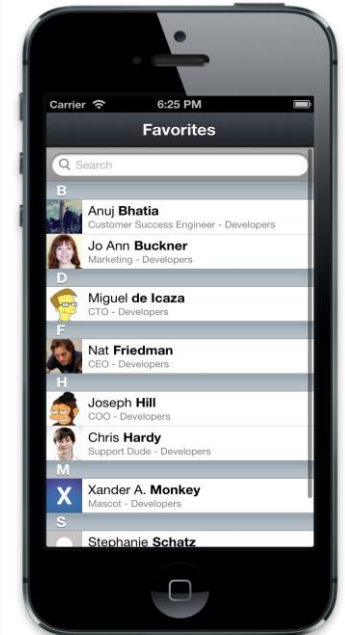 Carrier 6:25 PM
Favorites
Search
B
Anuj Bhatia
Customer Success Engineer - Developers
Jo Ann Buckner
Marketing - Developers
D
Miguel de Icaza
CTO - Developers
F
Nat Friedman
CEO - Developers
H
Joseph Hill
COO - Developers
Chris Hardy
Support Dude - Developers
M
X
Xander A. Monkey
Mascot - Developers
S
Stephanie Schatz